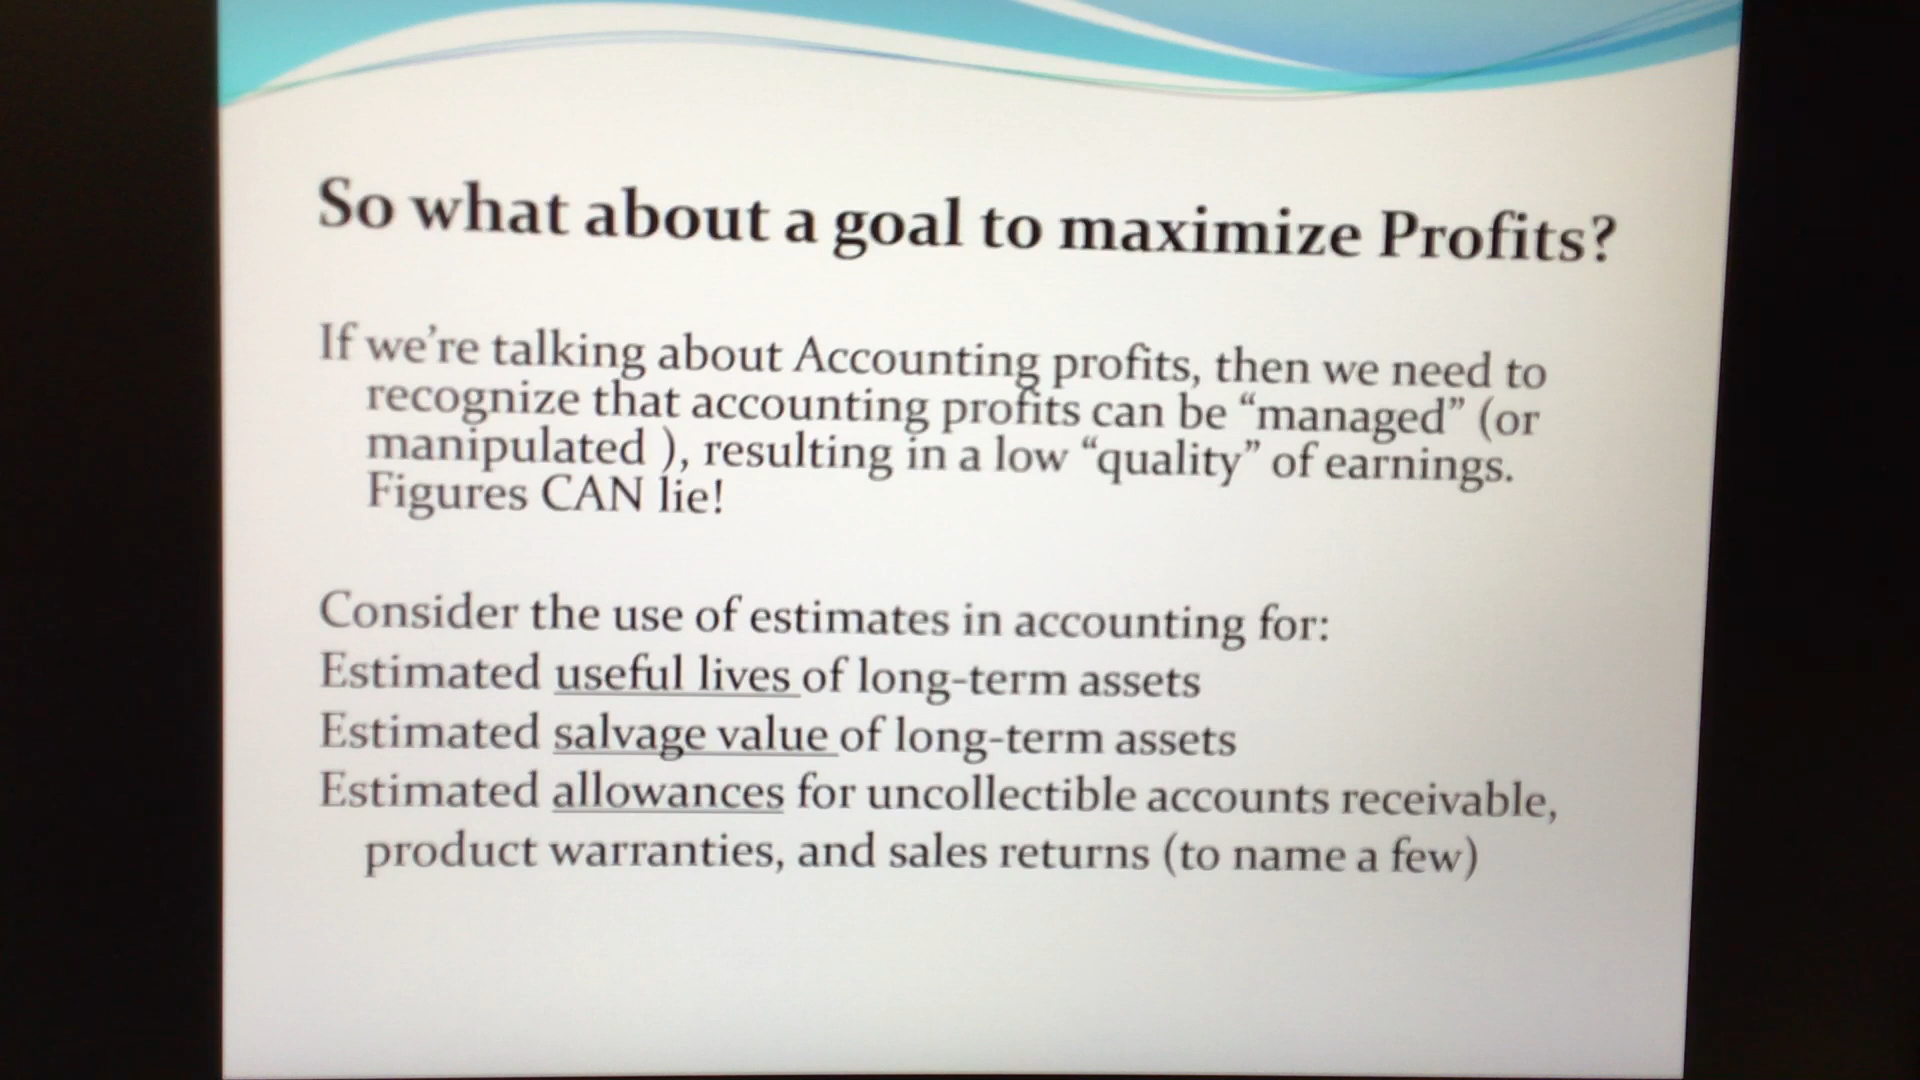 So what about a goal to maximize Profits?
If we're talking about Accounting profits, then we need to
recognize that accounting profits can be “managed” (or
manipulated ), resulting in a low “quality” of earnings.
Figures CAN lie!
Consider the use of estimates in accounting for:
Estimated useful lives of long-term assets
Estimated salvage value of long-term assets
Estimated allowances for uncollectible accounts receivable,
product warranties, and sales returns (to name a few)